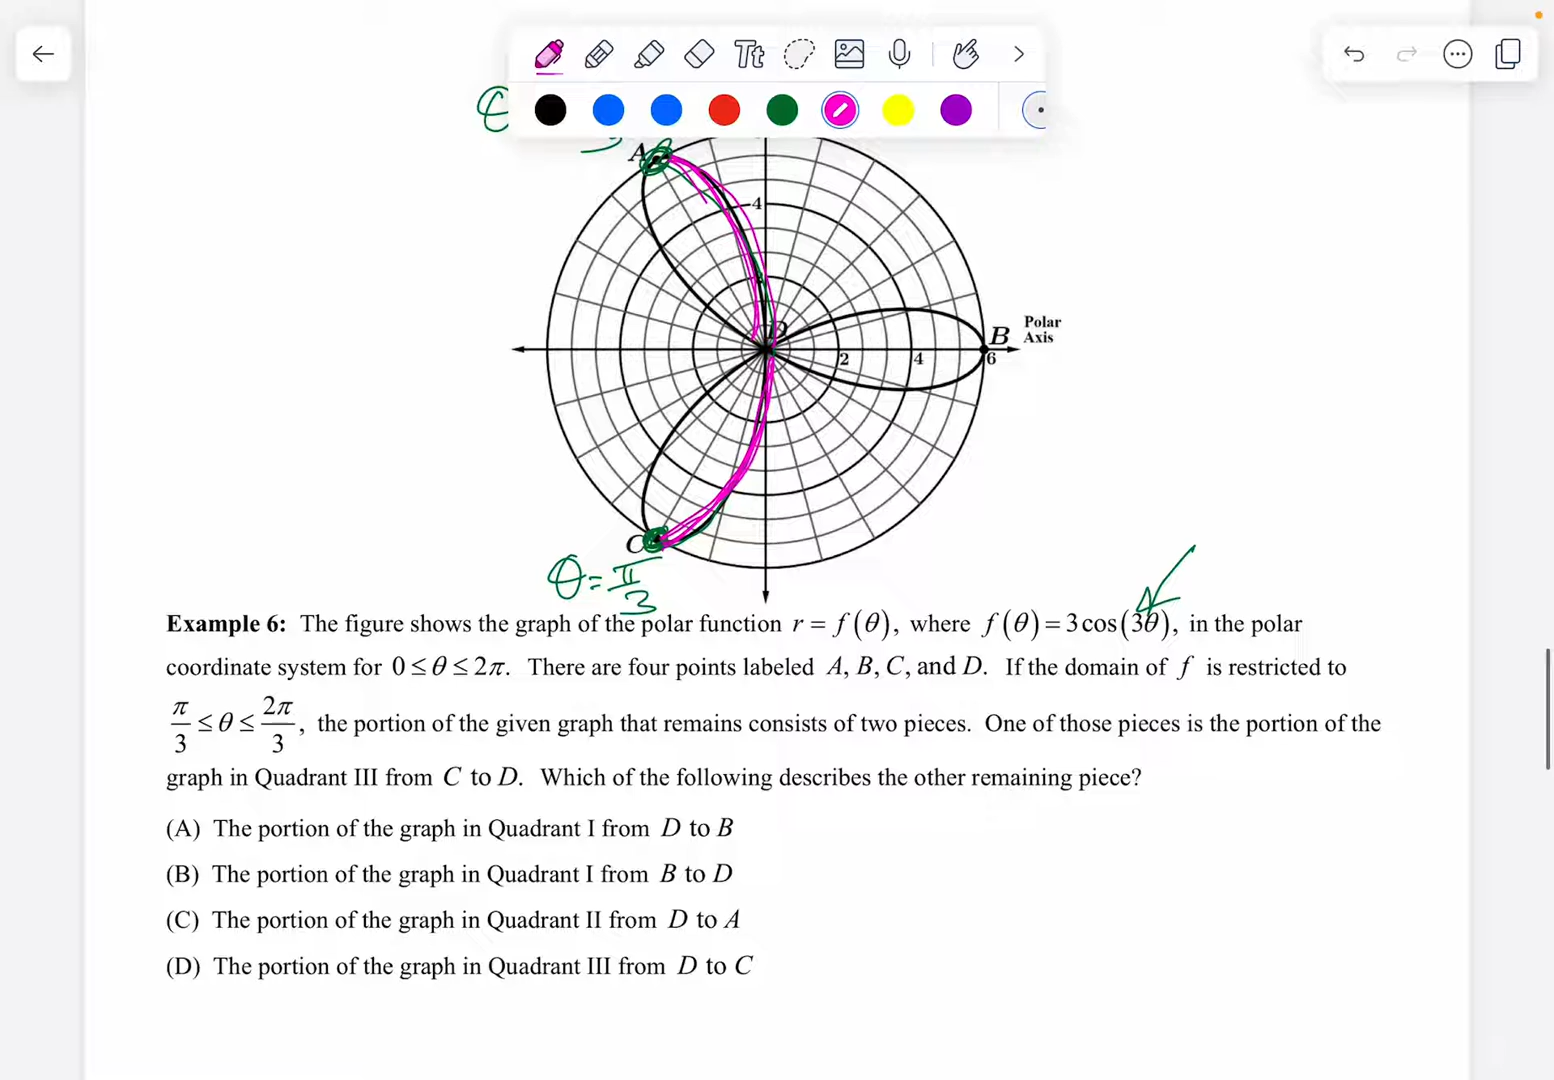 Tt
A
4
D
B
Polar
Axis
2
4
6
C
θ = π/3
Example 6: The figure shows the graph of the polar function r = f(θ), where f(θ) = 3cos(3θ), in the polar
coordinate system for 0 ≤ θ ≤ 2π. There are four points labeled A, B, C, and D. If the domain of f is restricted to
π/3 ≤ θ ≤ 2π/3, the portion of the given graph that remains consists of two pieces. One of those pieces is the portion of the
graph in Quadrant III from C to D. Which of the following describes the other remaining piece?
(A) The portion of the graph in Quadrant I from D to B
(B) The portion of the graph in Quadrant I from B to D
(C) The portion of the graph in Quadrant II from D to A
(D) The portion of the graph in Quadrant III from D to C